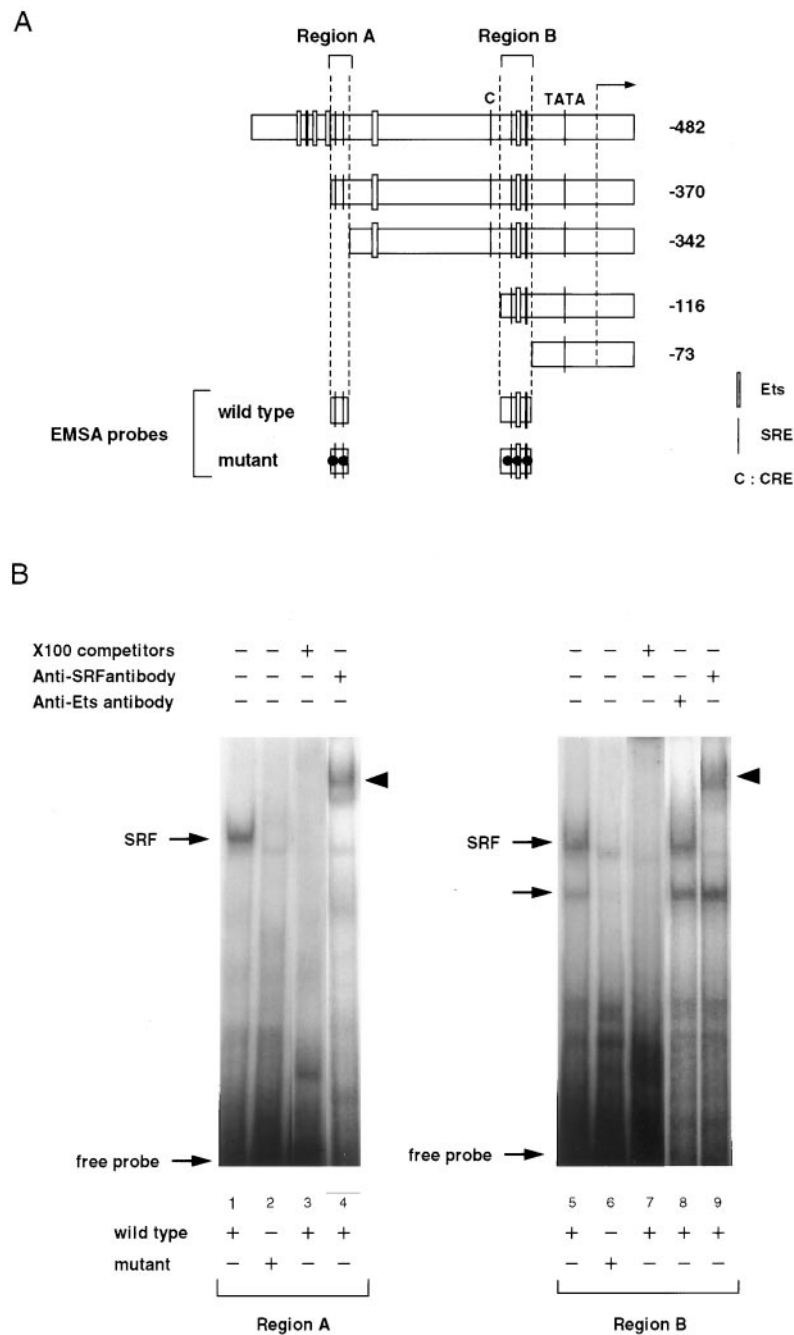 A
Region A Region B
C TATA
-482
-370
-342
-116
-73
Ets
wild type
EMSA probes
SRE
mutant
C : CRE
B
X100 competitors - - + - - - + - -
Anti-SRFantibody - - - + - - - - +
Anti-Ets antibody - - - - - - - + -
SRF SRF
free probe free probe
1 2 3 4 5 6 7 8 9
wild type + - + + + - + + +
mutant - + - - - + - - -
Region A Region B